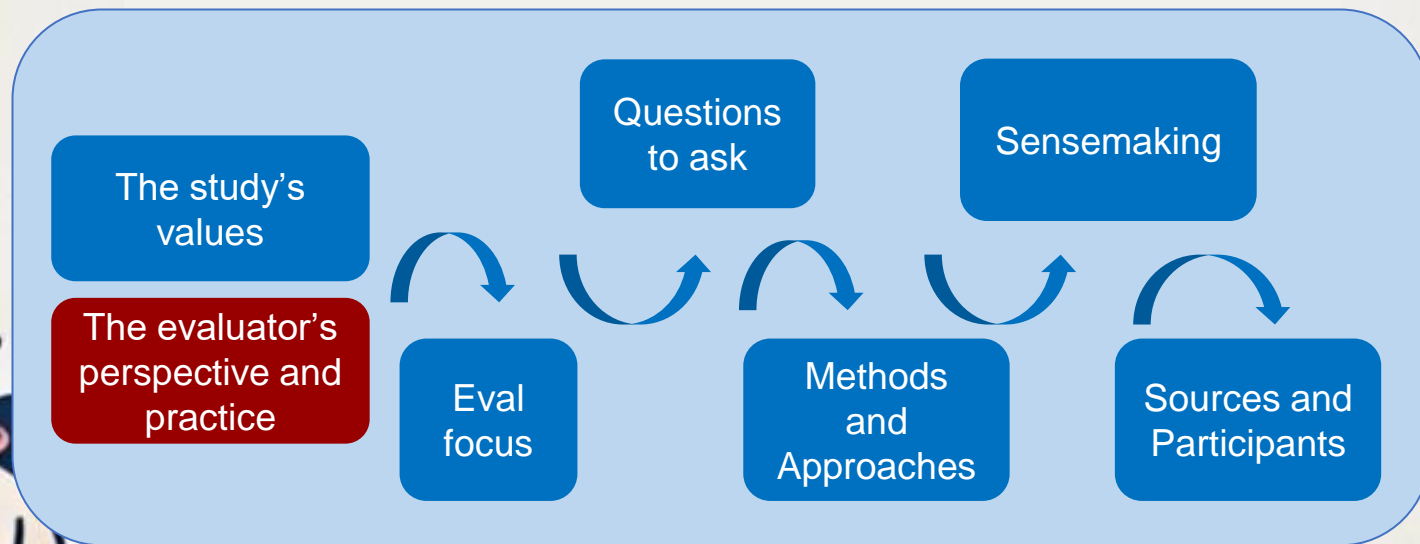 The study’s
values
The evaluator’s
perspective and
practice
Eval
focus
Questions
to ask
Methods
and
Approaches
Sensemaking
Sources and
Participants